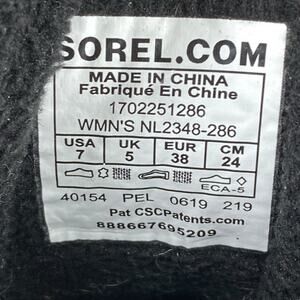 SOREL.COM
MADE IN CHINA
Fabriqué En Chine
1702251286
WMN'S NL2348-286
USA UK EUR CM
7 5 38 24
ECA-5
40154 PEL 0619 219
Pat CSCPatents.com
888667695209